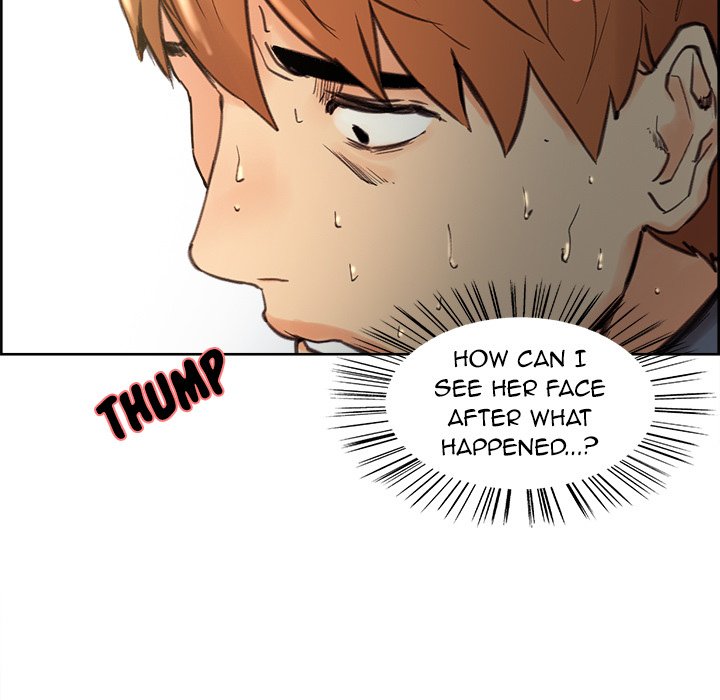 THUMP
HOW CAN I
SEE HER FACE
AFTER WHAT
HAPPENED...?